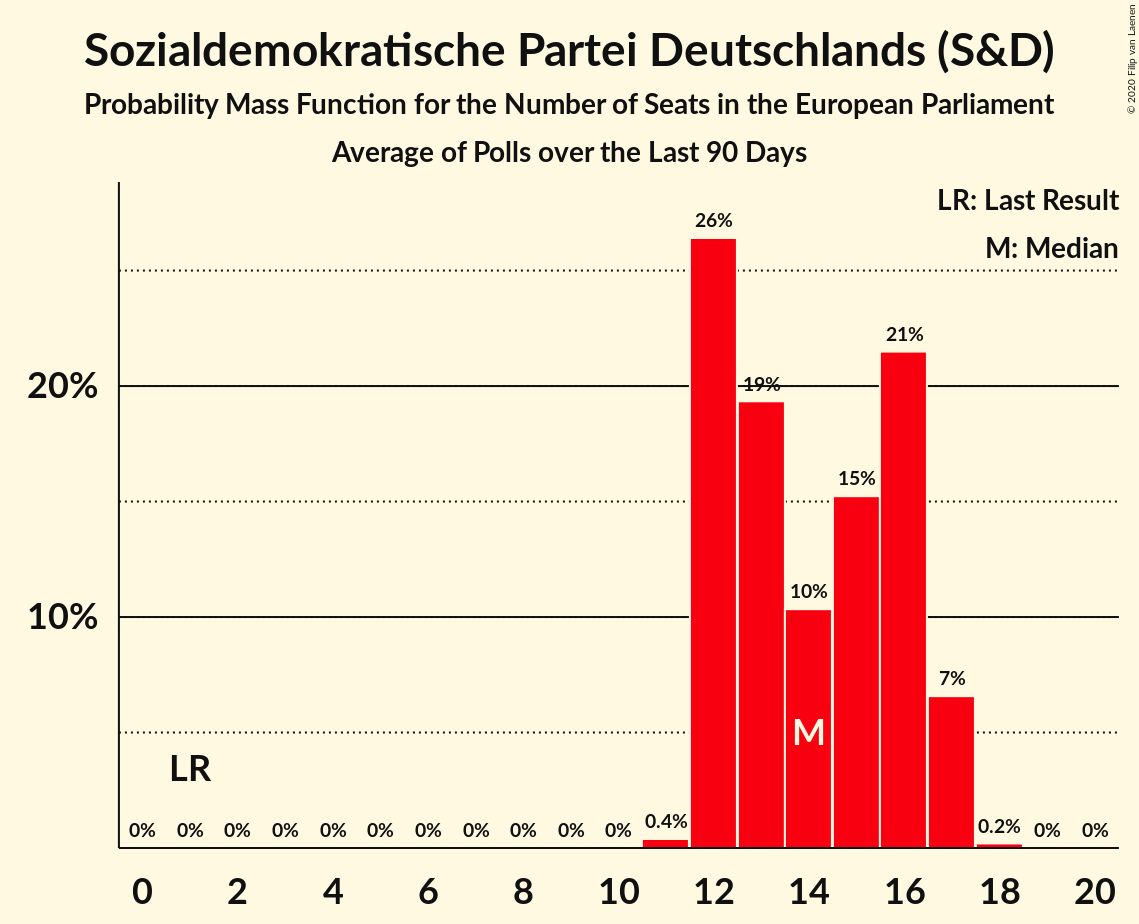 Sozialdemokratische Partei Deutschlands (S&D)
Probability Mass Function for the Number of Seats in the European Parliament
Average of Polls over the Last 90 Days
© 2020 Filip van Laenen
LR: Last Result
M: Median
26%
21%
20%
19%
15%
10%
10%
7%
M
LR
0% 0% 0% 0% 0% 0% 0% 0% 0% 0% 0% 0.4% 0.2% 0% 0%
0 2 4 6 8 10 12 14 16 18 20